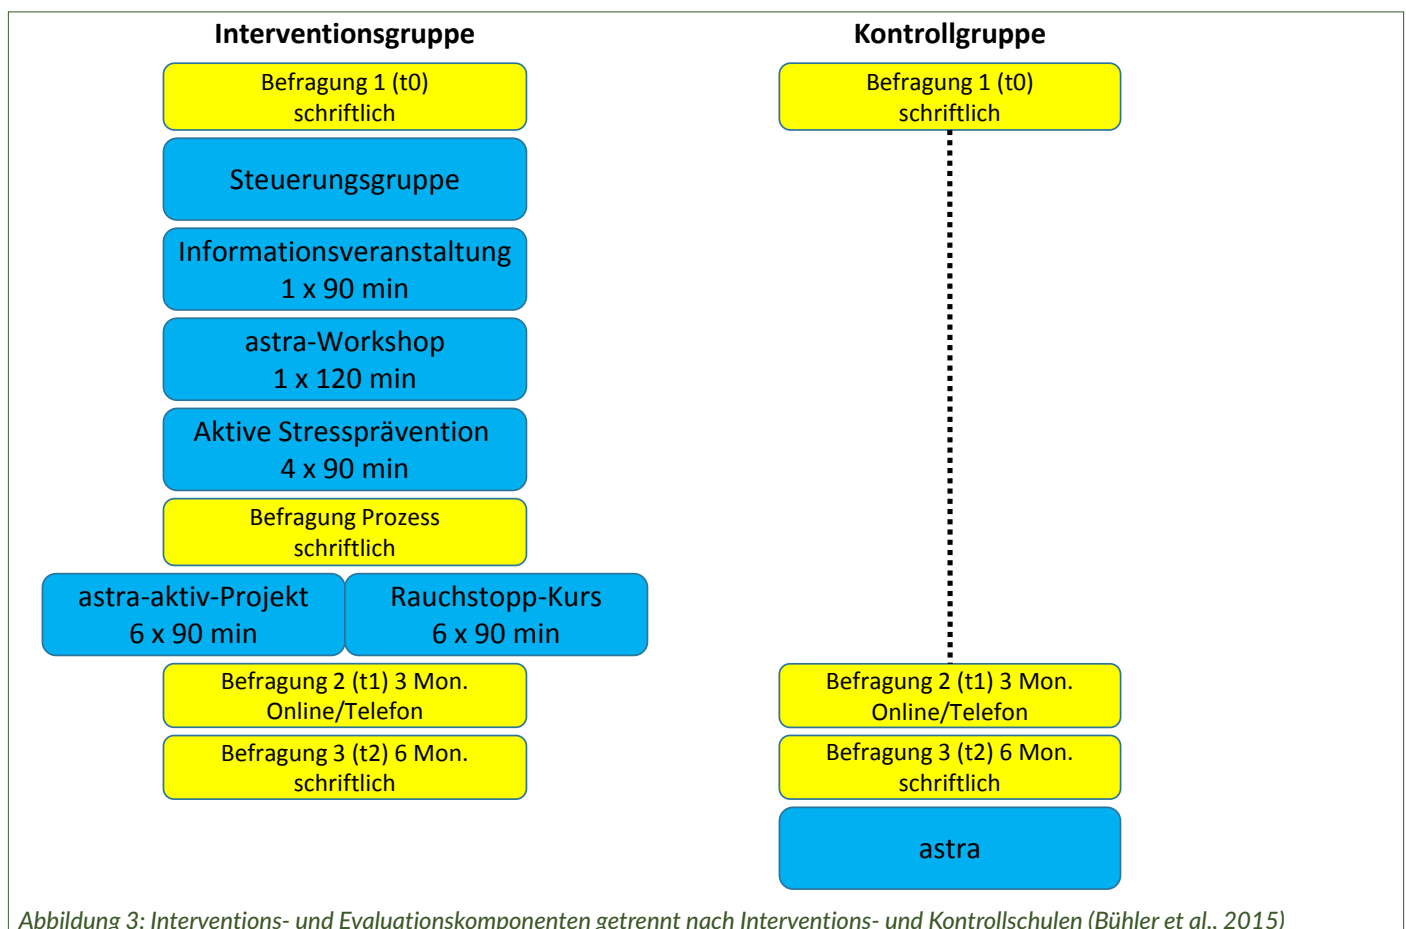 Interventionsgruppe
Befragung 1 (t0)
schriftlich
Steuerungsgruppe
Informationsveranstaltung
1 x 90 min
astra-Workshop
1 x 120 min
Aktive Stressprävention
4 x 90 min
Befragung Prozess
schriftlich
astra-aktiv-Projekt
6 x 90 min
Rauchstopp-Kurs
6 x 90 min
Befragung 2 (t1) 3 Mon.
Online/Telefon
Befragung 3 (t2) 6 Mon.
schriftlich
Kontrollgruppe
Befragung 1 (t0)
schriftlich
Befragung 2 (t1) 3 Mon.
Online/Telefon
Befragung 3 (t2) 6 Mon.
schriftlich
astra
Abbildung 3: Interventions- und Evaluationskomponenten getrennt nach Interventions- und Kontrollschulen (Bühler et al., 2015)